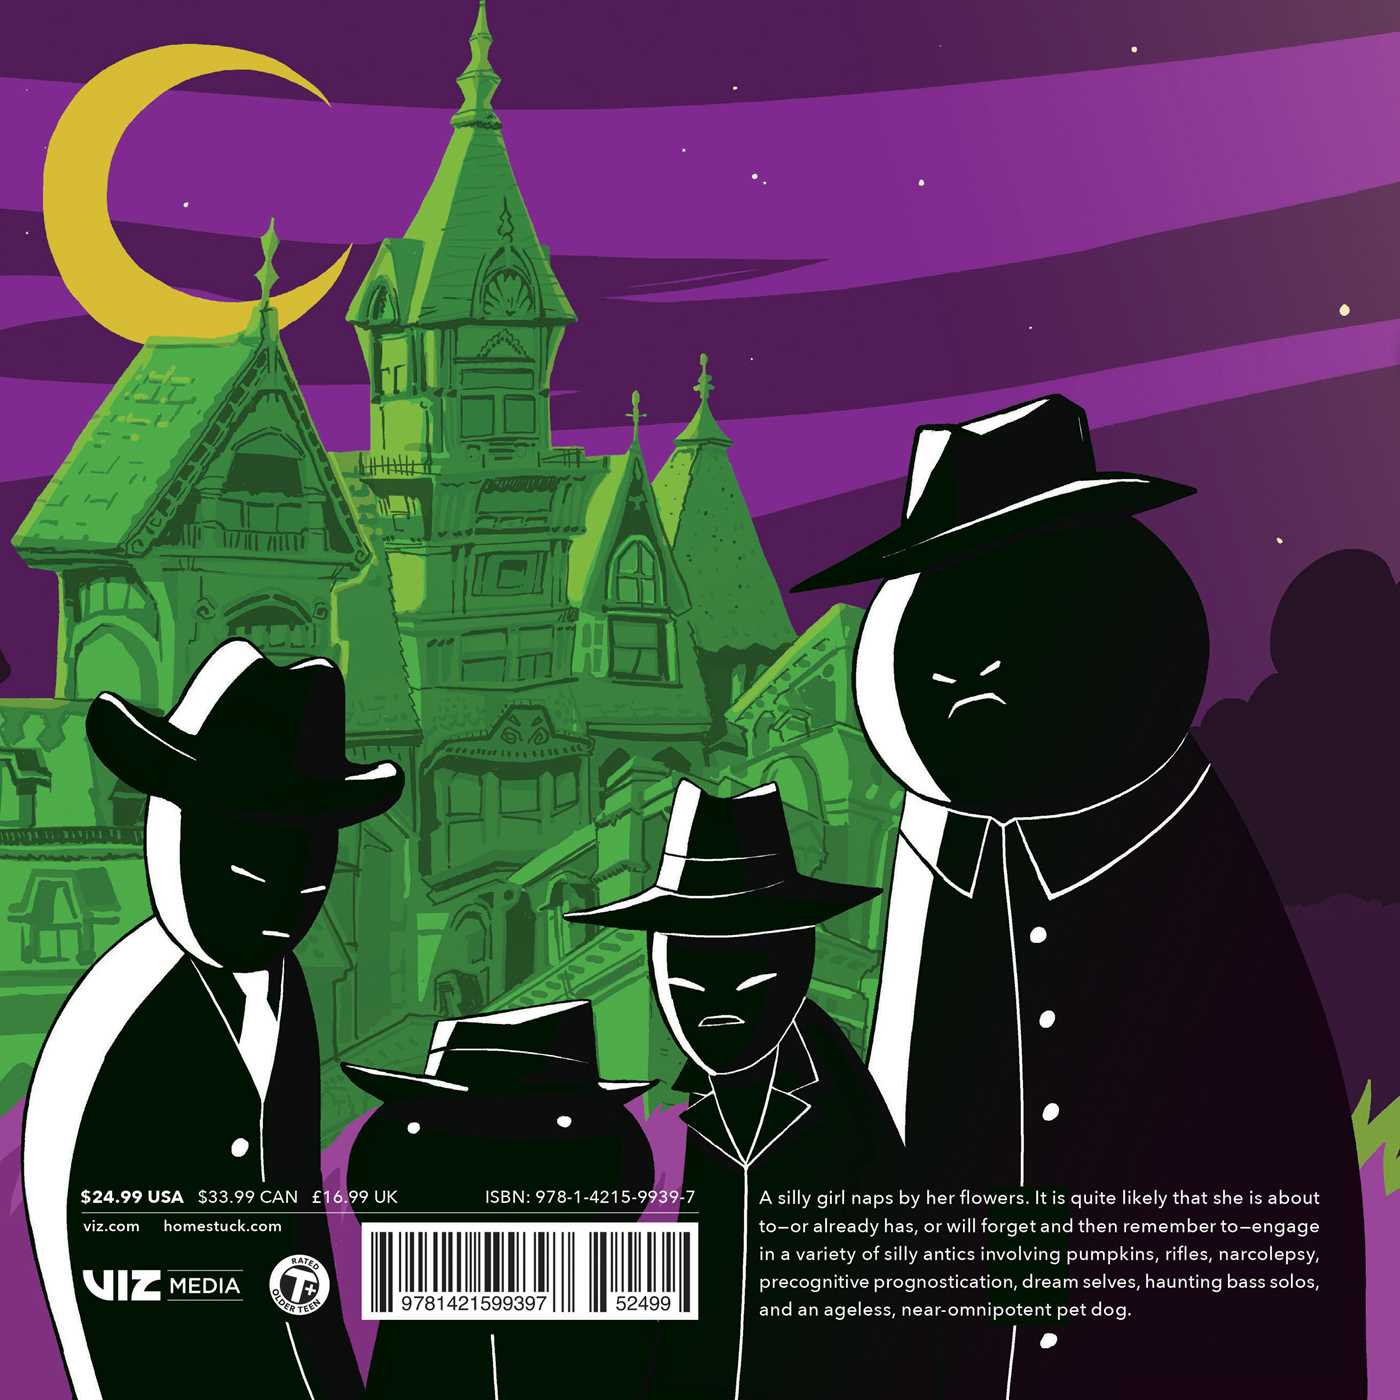 $24.99 USA $33.99 CAN £16.99 UK ISBN: 978-1-4215-9939-7
viz.com homestuck.com
VIZ MEDIA
RATED
T+
OLDER TEEN
9781421599397 52499
A silly girl naps by her flowers. It is quite likely that she is about
to—or already has, or will forget and then remember to—engage
in a variety of silly antics involving pumpkins, rifles, narcolepsy,
precognitive prognostication, dream selves, haunting bass solos,
and an ageless, near-omnipotent pet dog.